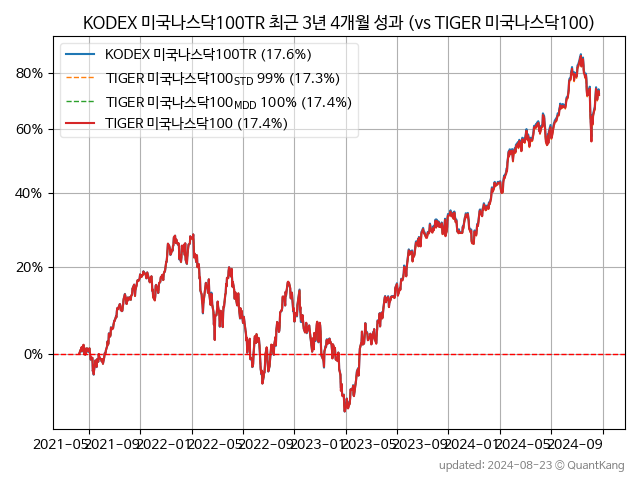 KODEX 미국나스닥100TR 최근 3년 4개월 성과 (vs TIGER 미국나스닥100)
KODEX 미국나스닥100TR (17.6%)
TIGER 미국나스닥100STD 99% (17.3%)
TIGER 미국나스닥100MDD 100% (17.4%)
TIGER 미국나스닥100 (17.4%)
80%
60%
40%
20%
0%
2021-05 2021-09 2022-01 2022-05 2022-09 2023-01 2023-05 2023-09 2024-01 2024-05 2024-09
updated: 2024-08-23 © QuantKang